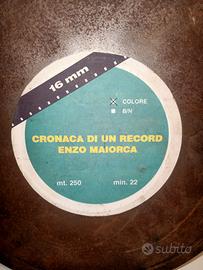 16 mm
COLORE
B/N
CRONACA DI UN RECORD
ENZO MAIORCA
mt. 250 min. 22
subito